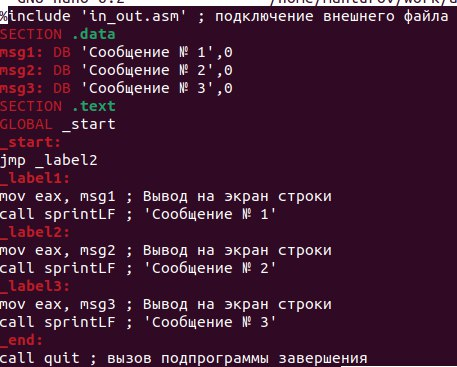 %include 'in_out.asm' ; подключение внешнего файла
SECTION .data
msg1: DB 'Сообщение № 1',0
msg2: DB 'Сообщение № 2',0
msg3: DB 'Сообщение № 3',0
SECTION .text
GLOBAL _start
_start:
jmp _label2
_label1:
mov eax, msg1 ; Вывод на экран строки
call sprintLF ; 'Сообщение № 1'
_label2:
mov eax, msg2 ; Вывод на экран строки
call sprintLF ; 'Сообщение № 2'
_label3:
mov eax, msg3 ; Вывод на экран строки
call sprintLF ; 'Сообщение № 3'
_end:
call quit ; вызов подпрограммы завершения